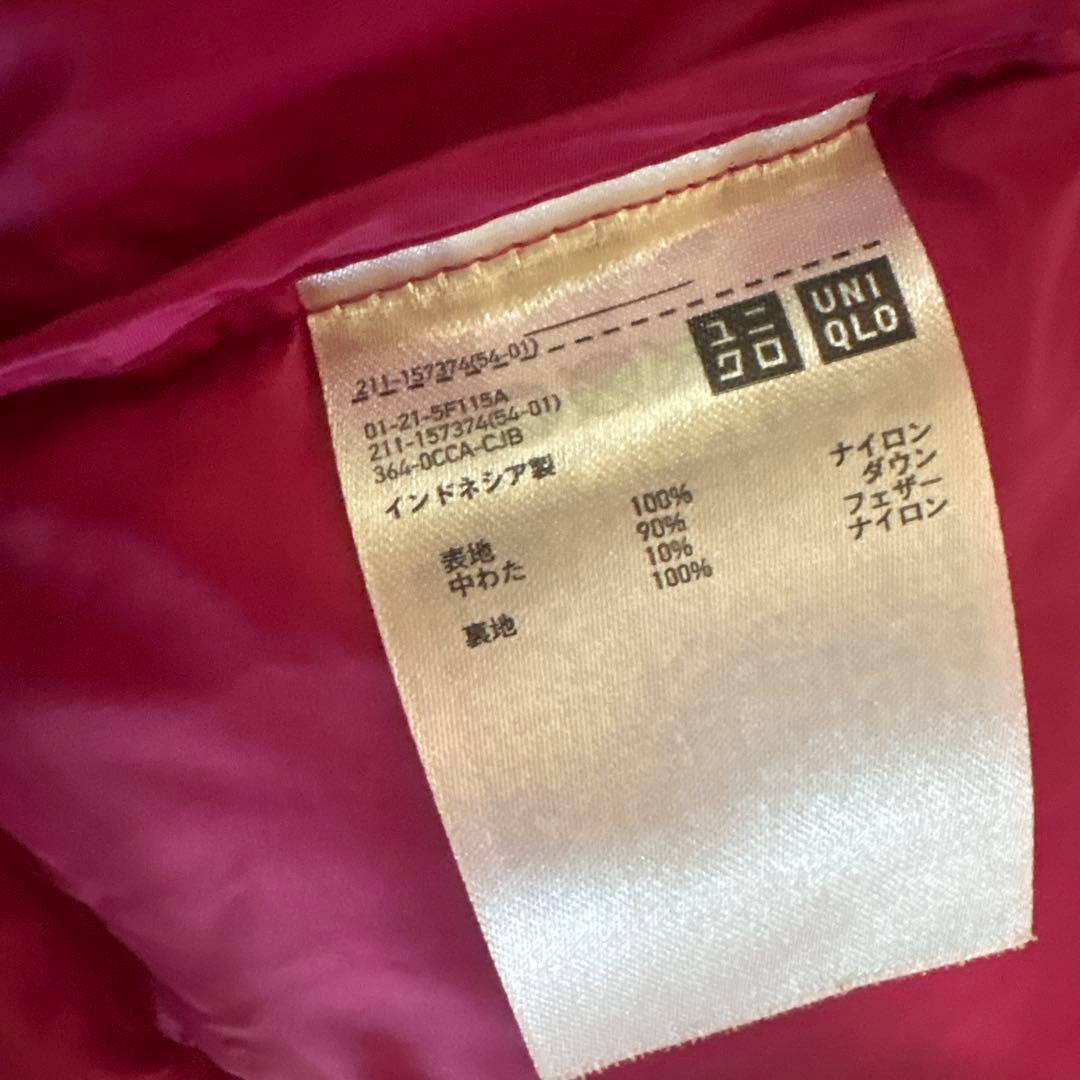 211-157374(54-01)
ユニ
クロ
UNI
QLO
01-21-5F115A
211-157374(54-01)
364-0CCA-CJB
インドネシア製
表地 100% ナイロン
中わた 90% ダウン
10% フェザー
裏地 100% ナイロン